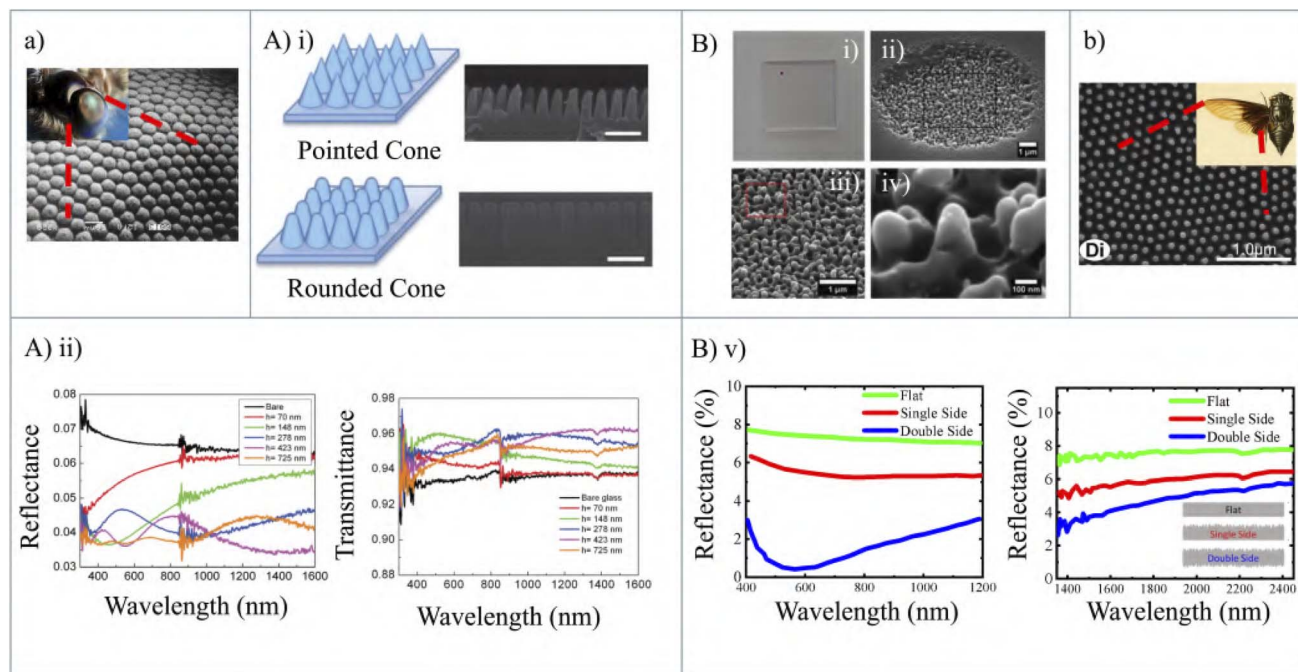 a)
A) i)
Pointed Cone
Rounded Cone
B)
i)
ii)
1 µm
iii)
iv)
1 µm
100 nm
b)
Di
1.0µm
A) ii)
0.08
0.07
0.06
0.05
0.04
0.03
Reflectance
Bare
h= 70 nm
h= 148 nm
h= 278 nm
h= 423 nm
h= 725 nm
400 600 800 1000 1200 1400 1600
Wavelength (nm)
0.98
0.96
0.94
0.92
0.90
0.88
Transmittance
Bare glass
h= 70 nm
h= 148 nm
h= 278 nm
h= 423 nm
h= 725 nm
400 600 800 1000 1200 1400 1600
Wavelength (nm)
B) v)
10
8
6
4
2
0
Reflectance (%)
Flat
Single Side
Double Side
400 600 800 1000 1200
Wavelength (nm)
10
8
6
4
2
0
Reflectance (%)
Flat
Single Side
Double Side
Flat
Single Side
Double Side
1400 1600 1800 2000 2200 2400
Wavelength (nm)